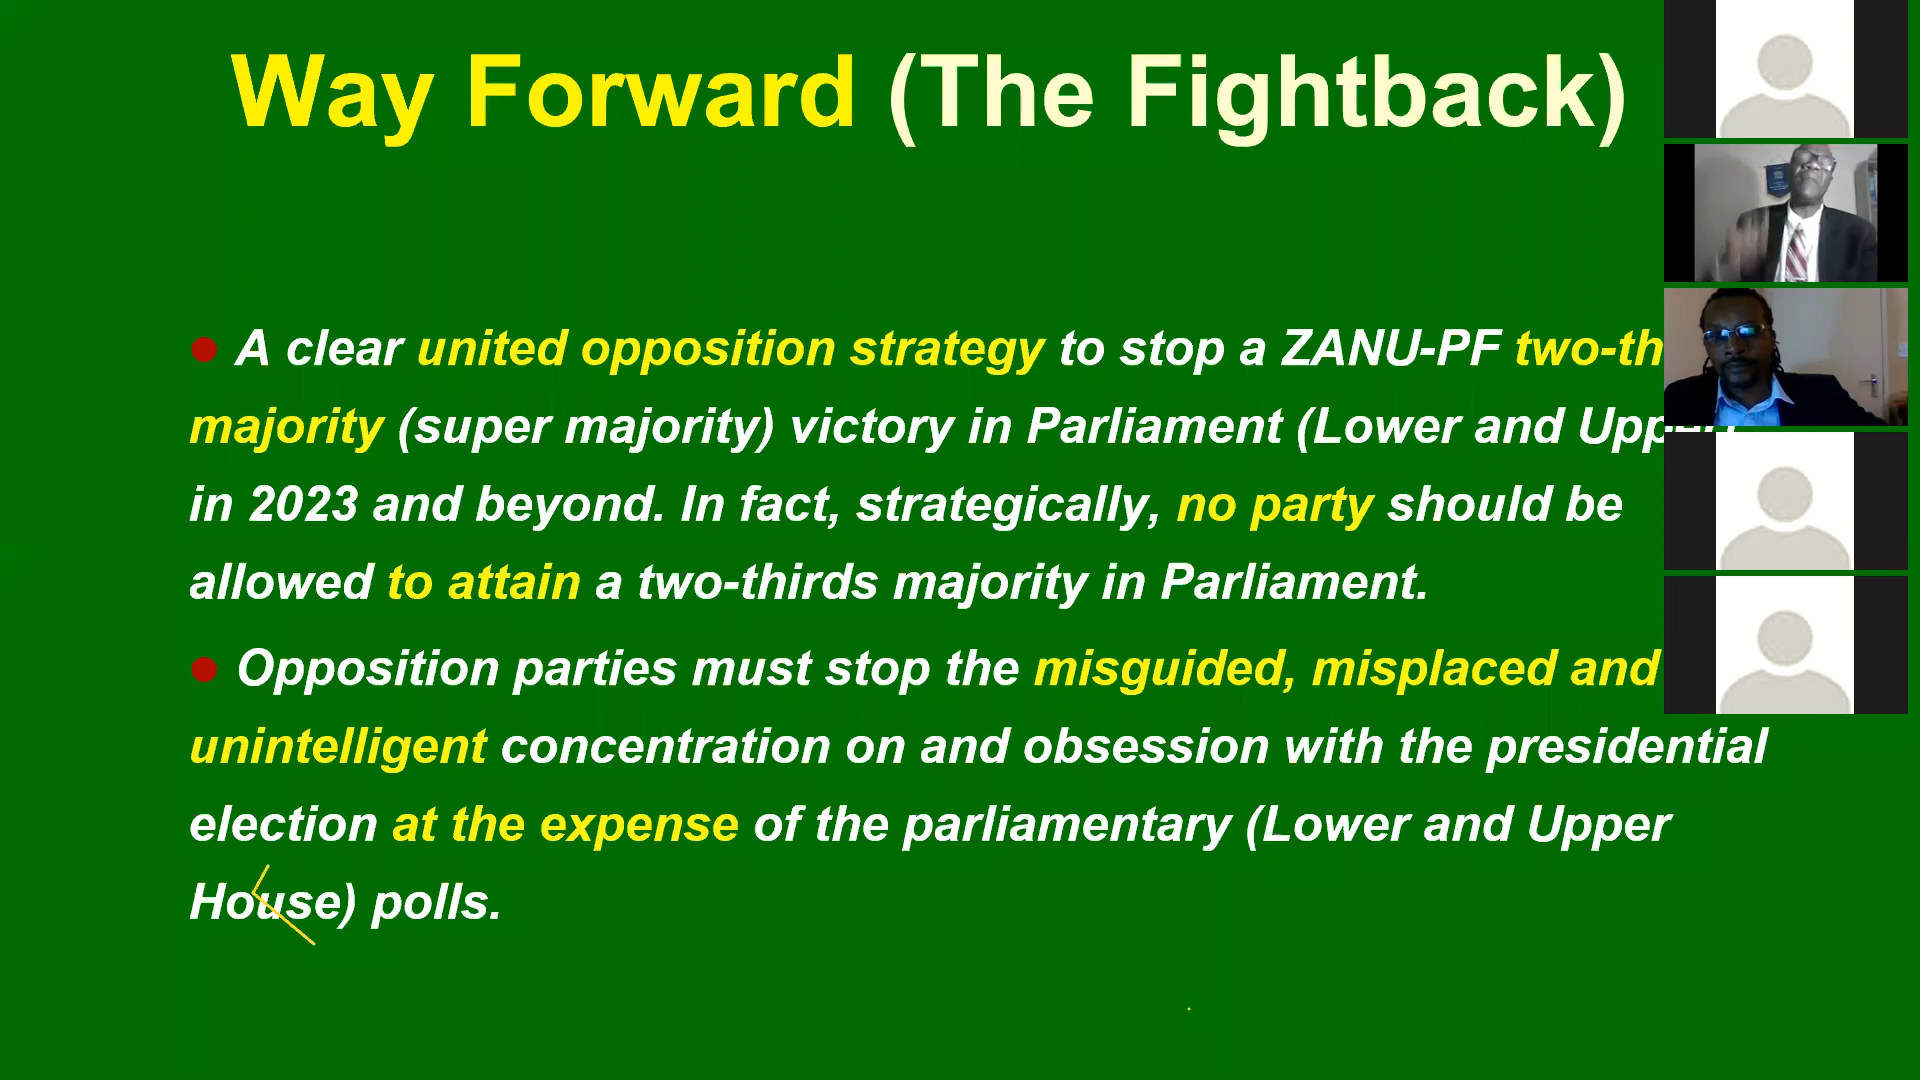 Way Forward (The Fightback)
● A clear united opposition strategy to stop a ZANU-PF two-th
majority (super majority) victory in Parliament (Lower and Upper)
in 2023 and beyond. In fact, strategically, no party should be
allowed to attain a two-thirds majority in Parliament.
● Opposition parties must stop the misguided, misplaced and
unintelligent concentration on and obsession with the presidential
election at the expense of the parliamentary (Lower and Upper
House) polls.